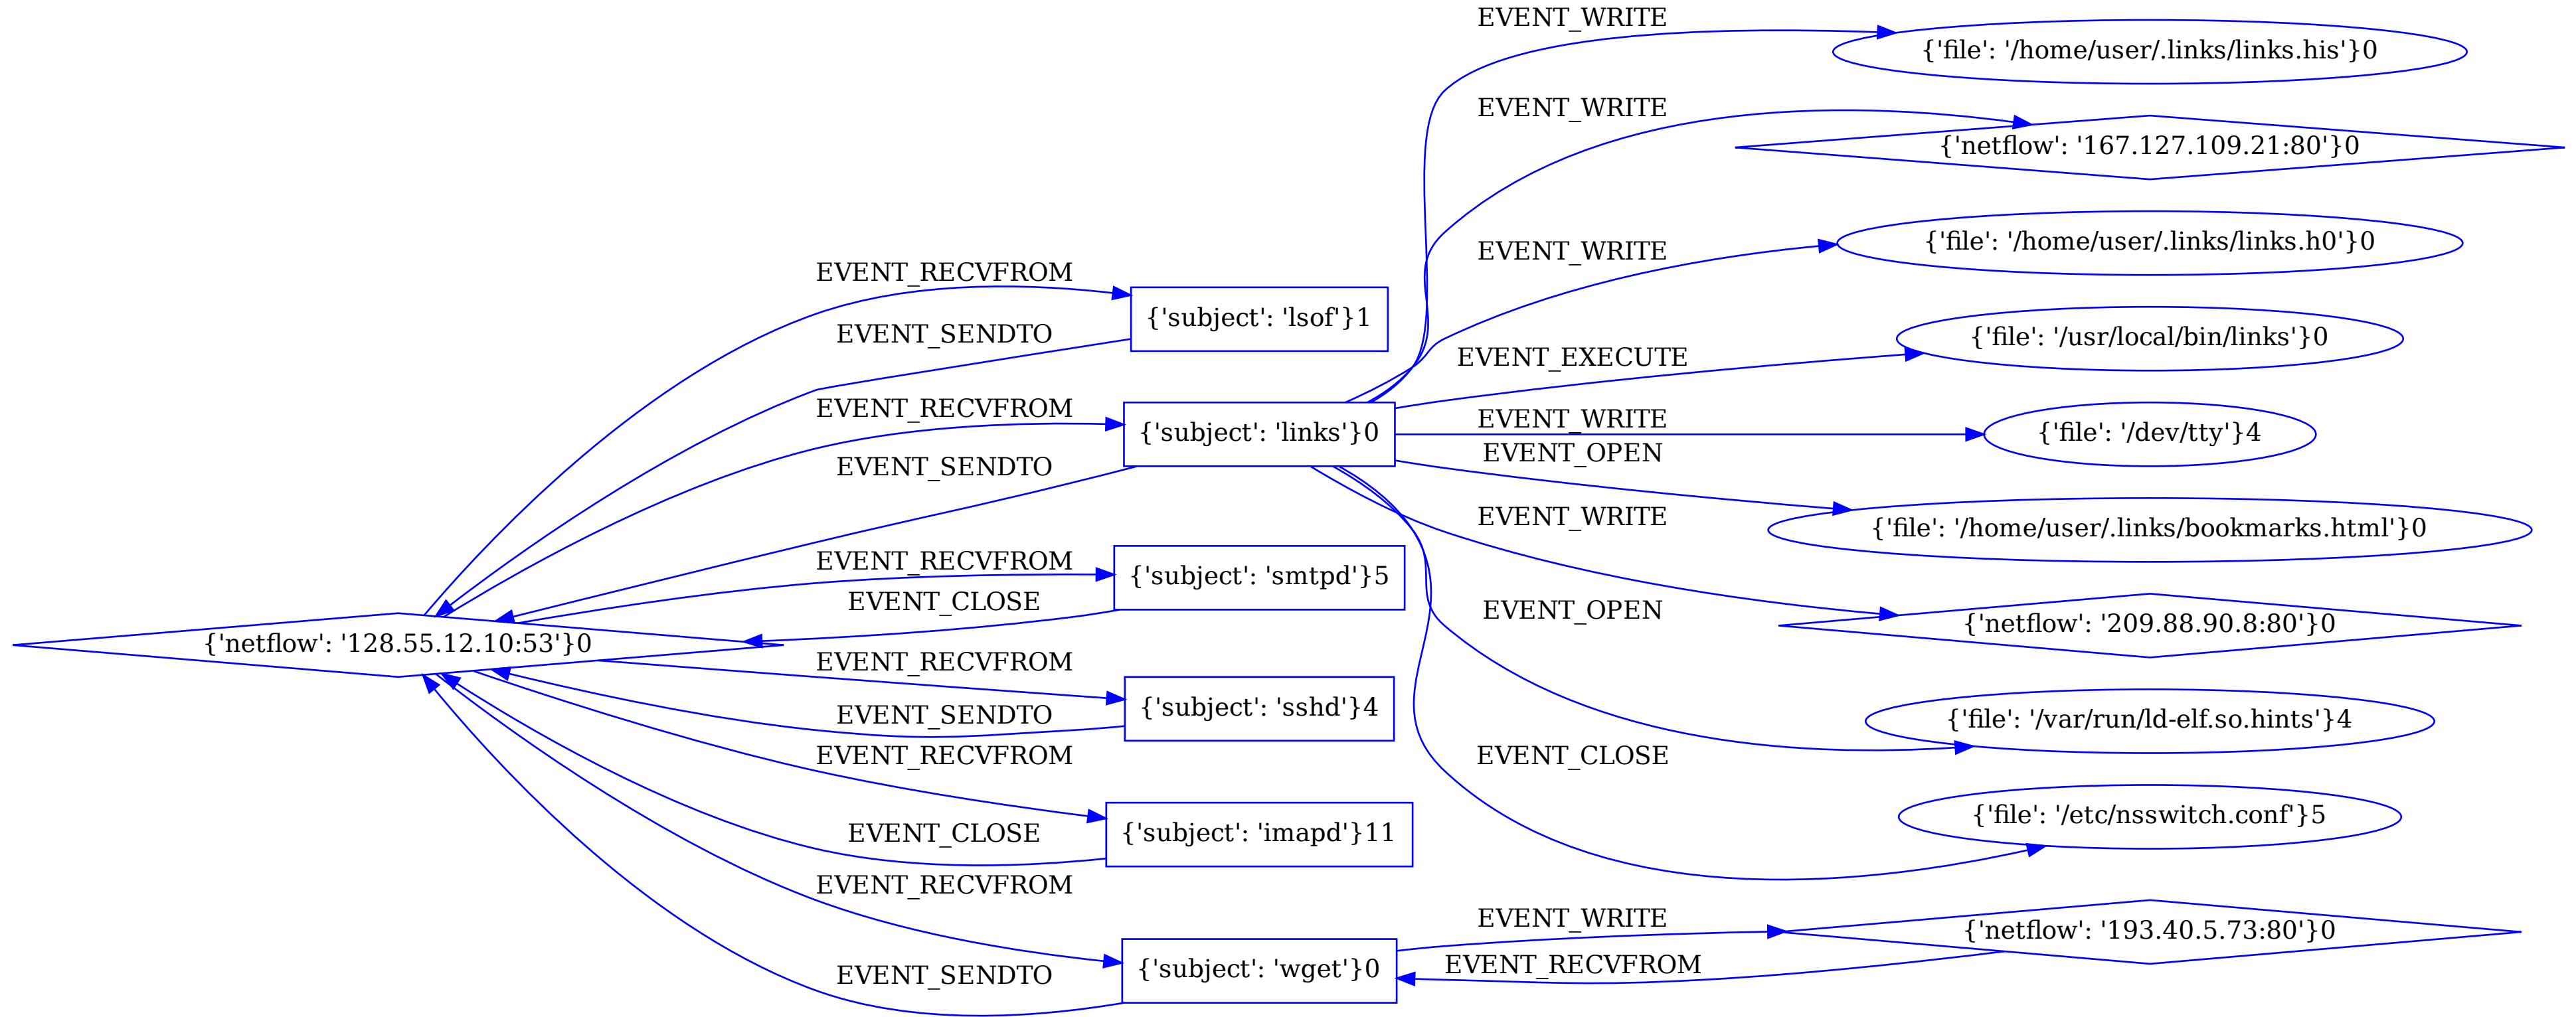 EVENT_WRITE
{'file': '/home/user/.links/links.his'}0
EVENT_WRITE
{'netflow': '167.127.109.21:80'}0
EVENT_WRITE
{'file': '/home/user/.links/links.h0'}0
EVENT_RECVFROM
{'subject': 'lsof'}1
EVENT_SENDTO
EVENT_EXECUTE
{'file': '/usr/local/bin/links'}0
EVENT_RECVFROM
{'subject': 'links'}0
EVENT_WRITE
{'file': '/dev/tty'}4
EVENT_SENDTO
EVENT_OPEN
{'file': '/home/user/.links/bookmarks.html'}0
EVENT_RECVFROM
{'subject': 'smtpd'}5
EVENT_WRITE
{'netflow': '209.88.90.8:80'}0
EVENT_CLOSE
{'netflow': '128.55.12.10:53'}0
EVENT_OPEN
{'file': '/var/run/ld-elf.so.hints'}4
EVENT_RECVFROM
{'subject': 'sshd'}4
EVENT_SENDTO
EVENT_CLOSE
{'file': '/etc/nsswitch.conf'}5
EVENT_RECVFROM
{'subject': 'imapd'}11
EVENT_CLOSE
EVENT_RECVFROM
{'subject': 'wget'}0
EVENT_SENDTO
EVENT_WRITE
{'netflow': '193.40.5.73:80'}0
EVENT_RECVFROM